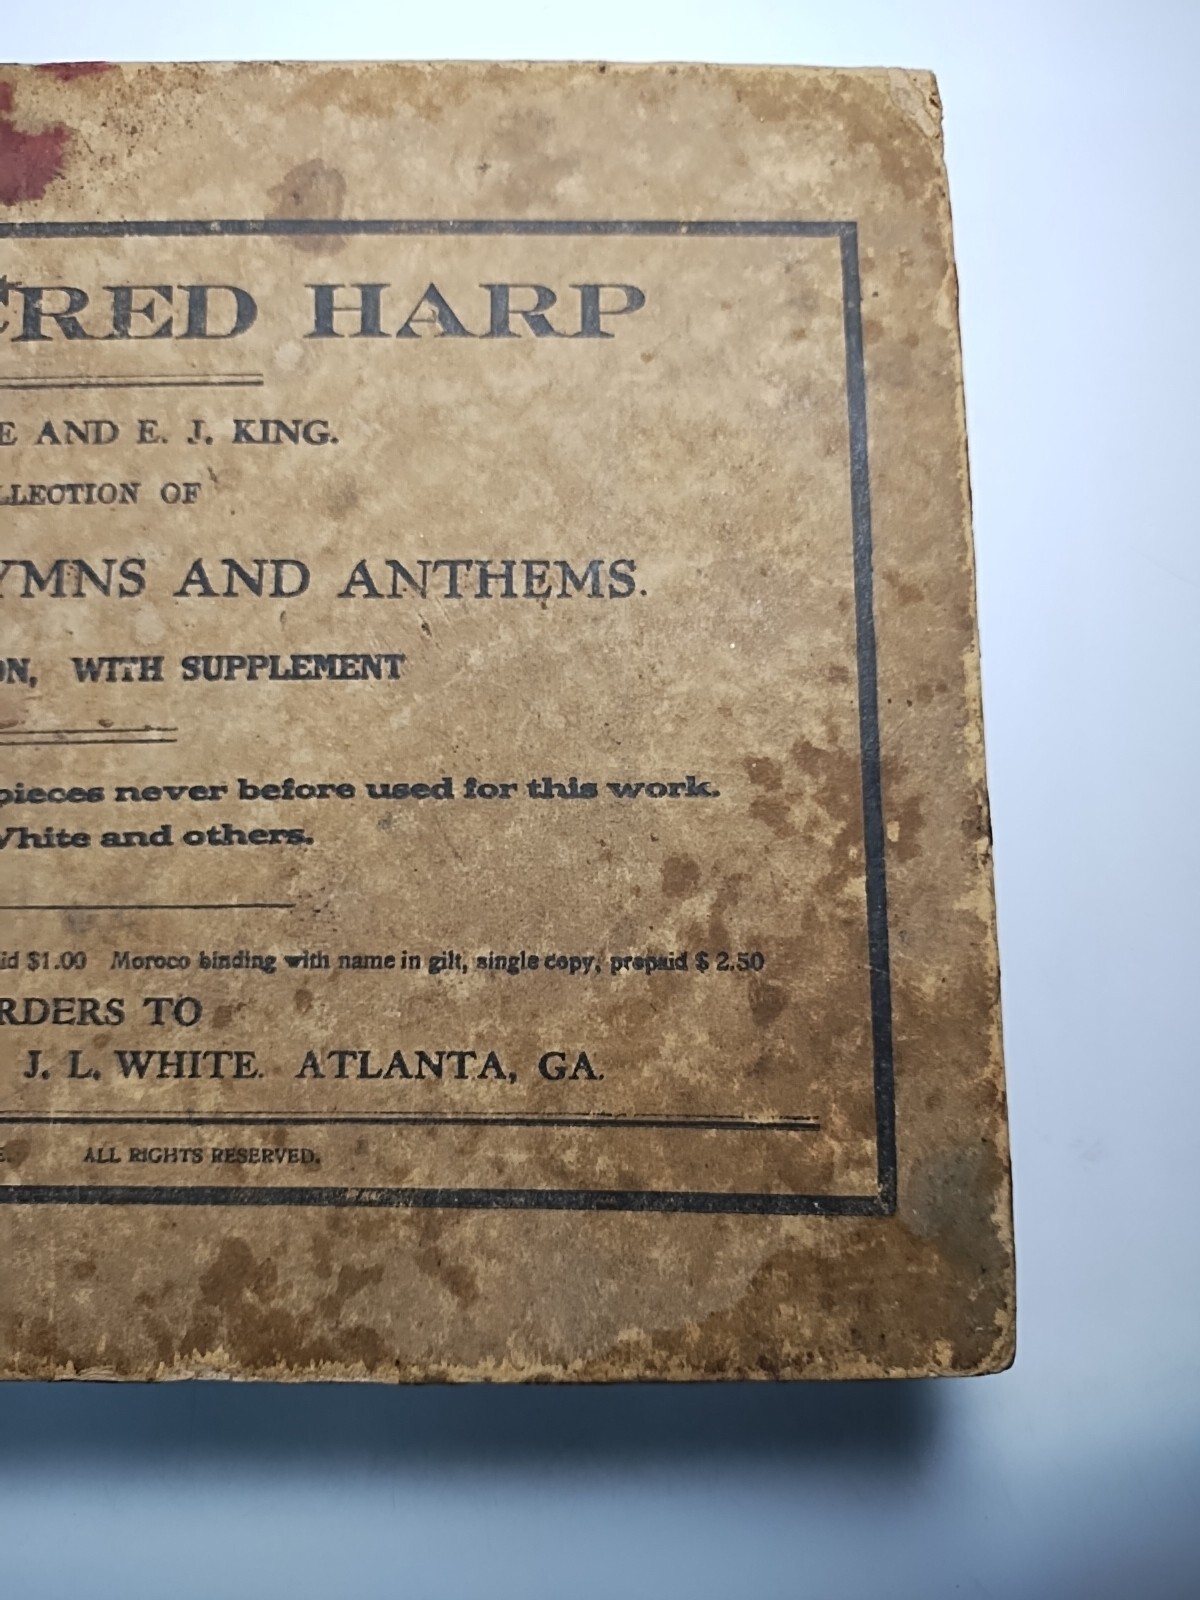 CRED HARP
E AND E. J. KING.
LLECTION OF
YMNS AND ANTHEMS.
ON, WITH SUPPLEMENT
pieces never before used for this work.
White and others.
id $1.00 Moroco binding with name in gilt, single copy, prepaid $ 2.50
RDERS TO
J. L. WHITE. ATLANTA, GA.
E. ALL RIGHTS RESERVED.